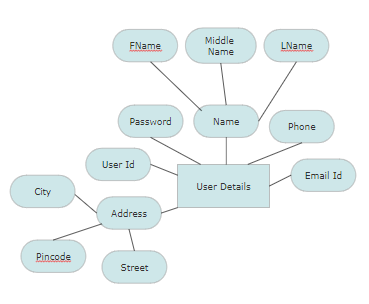 FName
Middle
Name
LName
Password
Name
Phone
User Id
Email Id
User Details
City
Address
Pincode
Street